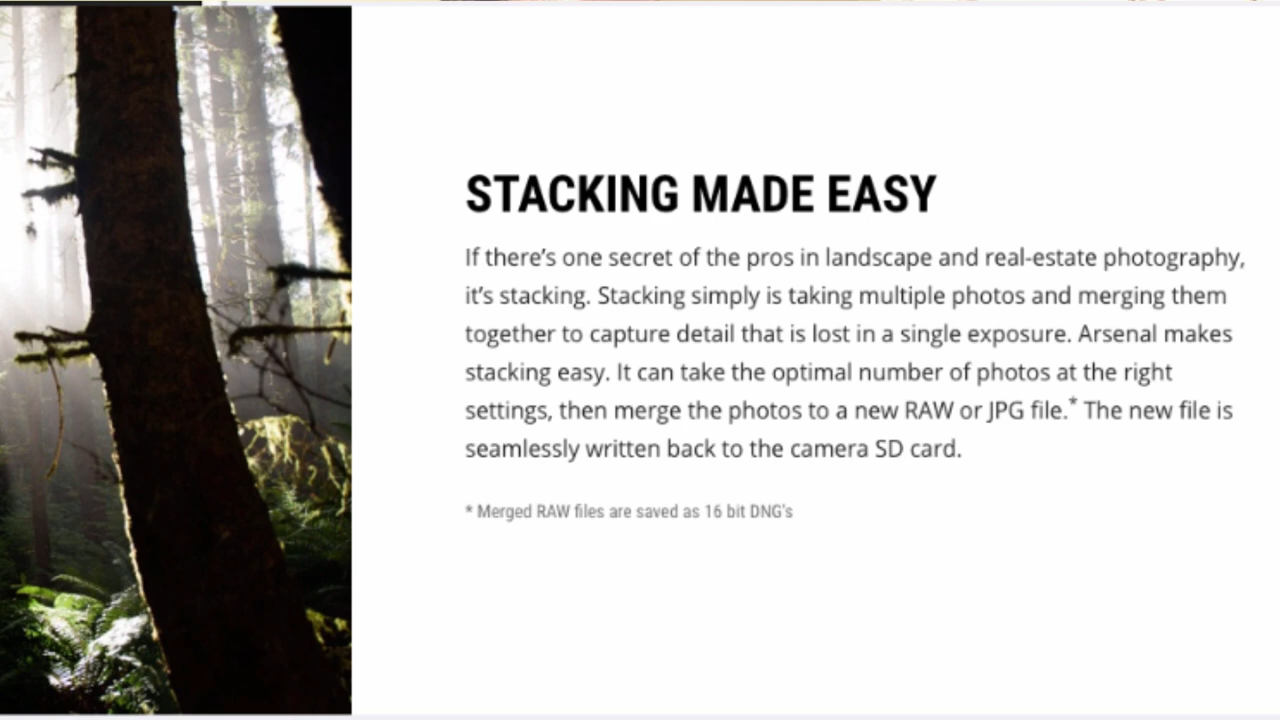 STACKING MADE EASY
If there’s one secret of the pros in landscape and real-estate photography,
it’s stacking. Stacking simply is taking multiple photos and merging them
together to capture detail that is lost in a single exposure. Arsenal makes
stacking easy. It can take the optimal number of photos at the right
settings, then merge the photos to a new RAW or JPG file.* The new file is
seamlessly written back to the camera SD card.
* Merged RAW files are saved as 16 bit DNG's